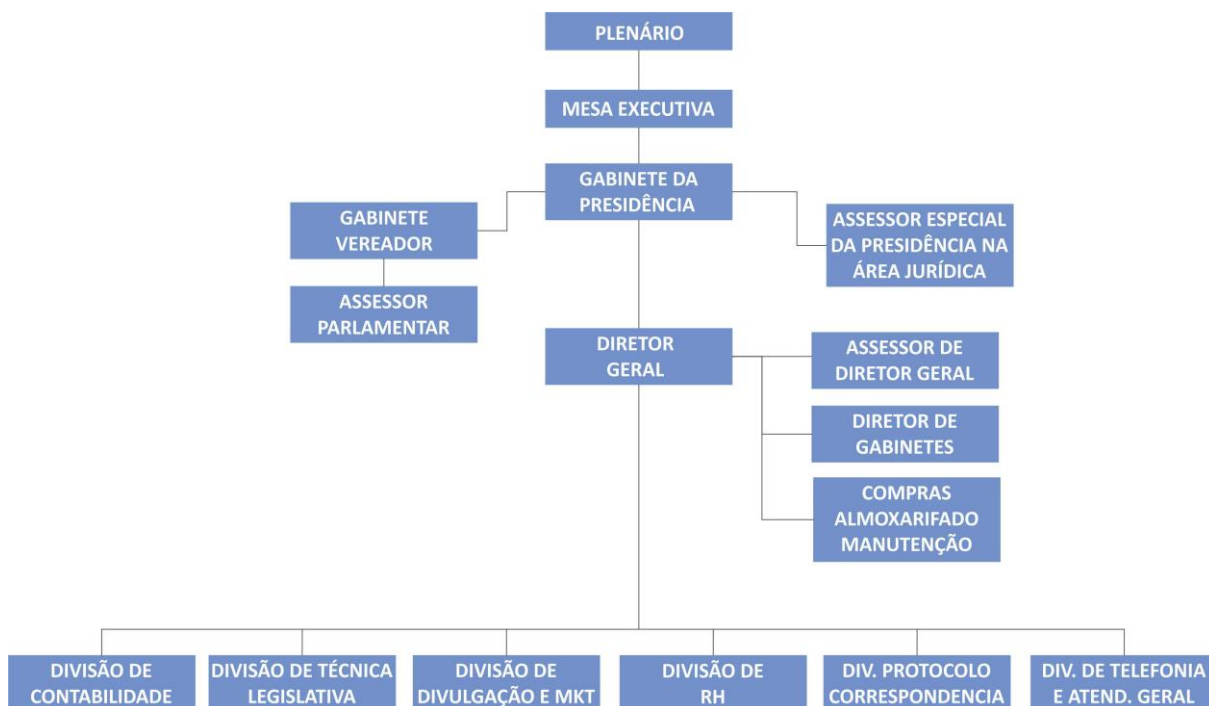 PLENÁRIO
MESA EXECUTIVA
GABINETE DA
PRESIDÊNCIA
GABINETE
VEREADOR
ASSESSOR ESPECIAL
DA PRESIDÊNCIA NA
ÁREA JURÍDICA
ASSESSOR
PARLAMENTAR
DIRETOR
GERAL
ASSESSOR DE
DIRETOR GERAL
DIRETOR DE
GABINETES
COMPRAS
ALMOXARIFADO
MANUTENÇÃO
DIVISÃO DE
CONTABILIDADE
DIVISÃO DE TÉCNICA
LEGISLATIVA
DIVISÃO DE
DIVULGAÇÃO E MKT
DIVISÃO DE
RH
DIV. PROTOCOLO
CORRESPONDENCIA
DIV. DE TELEFONIA
E ATEND. GERAL